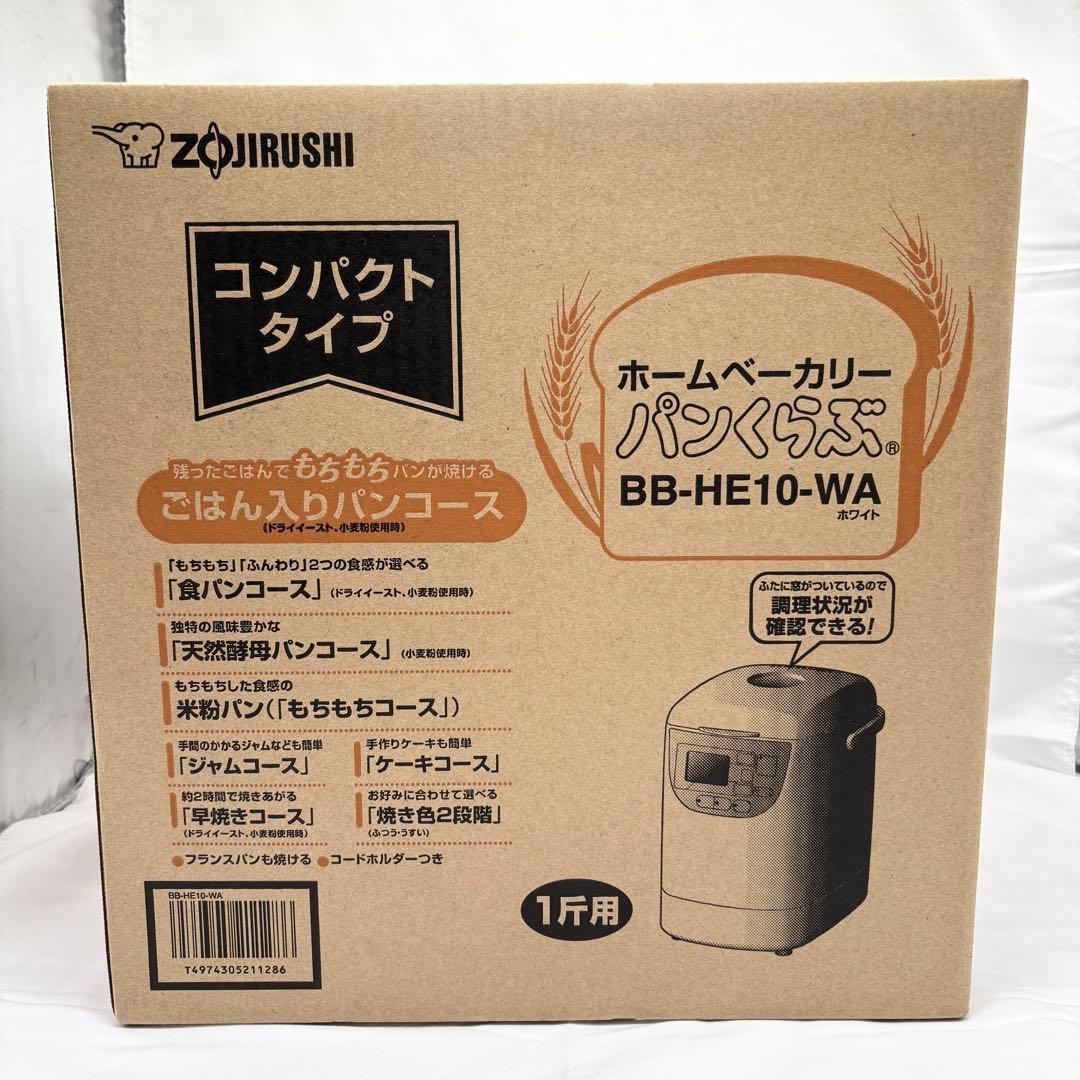 ZOJIRUSHI
コンパクト
タイプ
残ったごはんでもちもちパンが焼ける
ごはん入りパンコース
(ドライイースト、小麦粉使用時)
「もちもち」「ふんわり」2つの食感が選べる
「食パンコース」(ドライイースト、小麦粉使用時)
独特の風味豊かな
「天然酵母パンコース」(小麦粉使用時)
もちもちした食感の
米粉パン(「もちもちコース」)
手間のかかるジャムなども簡単
「ジャムコース」
手作りケーキも簡単
「ケーキコース」
約2時間で焼きあがる
「早焼きコース」
(ドライイースト、小麦粉使用時)
お好みに合わせて選べる
「焼き色2段階」
(ふつう・うすい)
●フランスパンも焼ける ●コードホルダーつき
BB-HE10-WA
T4974305211286
ホームベーカリー
パンくらぶ®
BB-HE10-WA
ホワイト
ふたに窓がついているので
調理状況が
確認できる!
1斤用